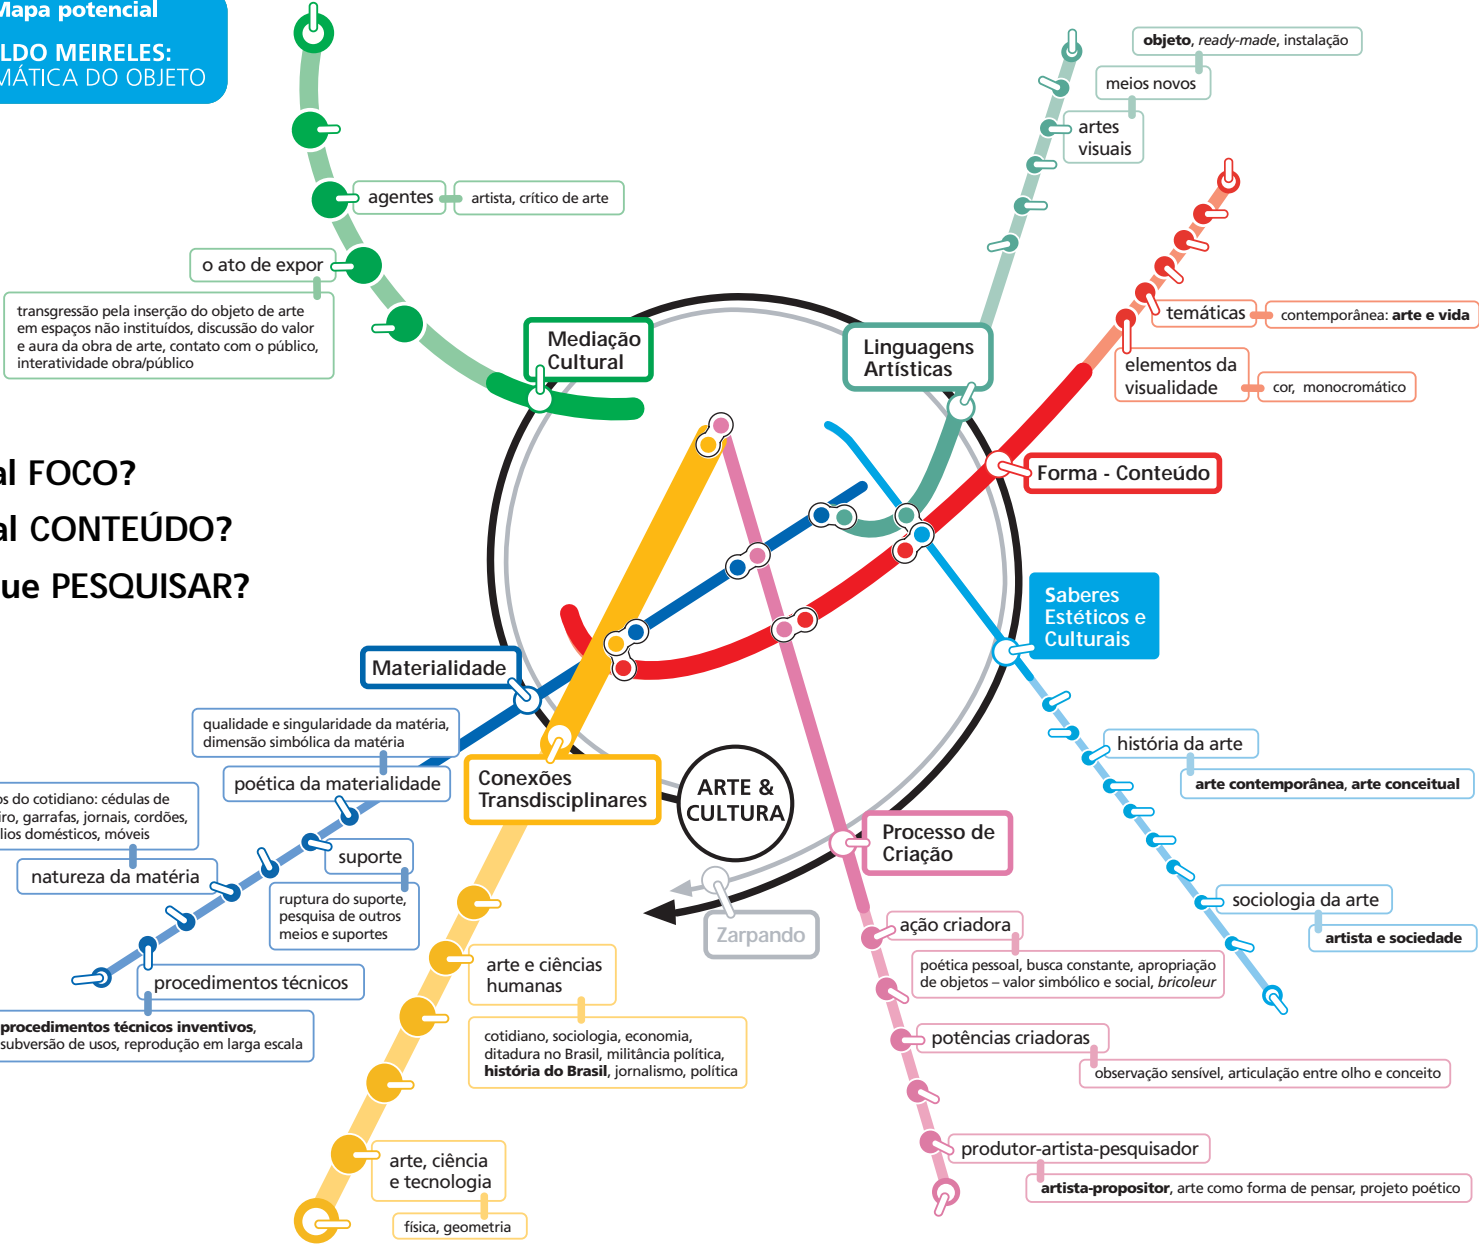 Mapa potencial
LDO MEIRELES:
MÁTICA DO OBJETO
objeto, ready-made, instalação
meios novos
artes
visuais
agentes
artista, crítico de arte
o ato de expor
transgressão pela inserção do objeto de arte
em espaços não instituídos, discussão do valor
e aura da obra de arte, contato com o público,
interatividade obra/público
Mediação
Cultural
Linguagens
Artísticas
temáticas
contemporânea: arte e vida
elementos da
visualidade
cor, monocromático
al FOCO?
al CONTEÚDO?
ue PESQUISAR?
Forma - Conteúdo
Saberes
Estéticos e
Culturais
Materialidade
qualidade e singularidade da matéria,
dimensão simbólica da matéria
poética da materialidade
os do cotidiano: cédulas de
iro, garrafas, jornais, cordões,
lios domésticos, móveis
natureza da matéria
suporte
ruptura do suporte,
pesquisa de outros
meios e suportes
procedimentos técnicos
procedimentos técnicos inventivos,
subversão de usos, reprodução em larga escala
Conexões
Transdisciplinares
ARTE &
CULTURA
Zarpando
Processo de
Criação
história da arte
arte contemporânea, arte conceitual
sociologia da arte
artista e sociedade
arte e ciências
humanas
cotidiano, sociologia, economia,
ditadura no Brasil, militância política,
história do Brasil, jornalismo, política
arte, ciência
e tecnologia
física, geometria
ação criadora
poética pessoal, busca constante, apropriação
de objetos – valor simbólico e social, bricoleur
potências criadoras
observação sensível, articulação entre olho e conceito
produtor-artista-pesquisador
artista-propositor, arte como forma de pensar, projeto poético